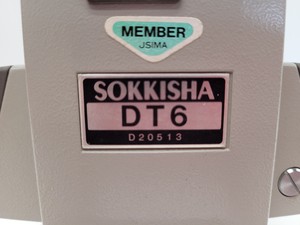 MEMBER
JSIMA
SOKKISHA
DT6
D20513